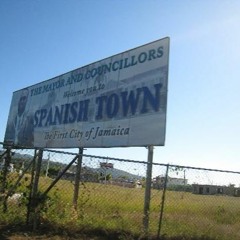 THE MAYOR AND COUNCILLORS
Welcome you to
SPANISH TOWN
The First City of Jamaica